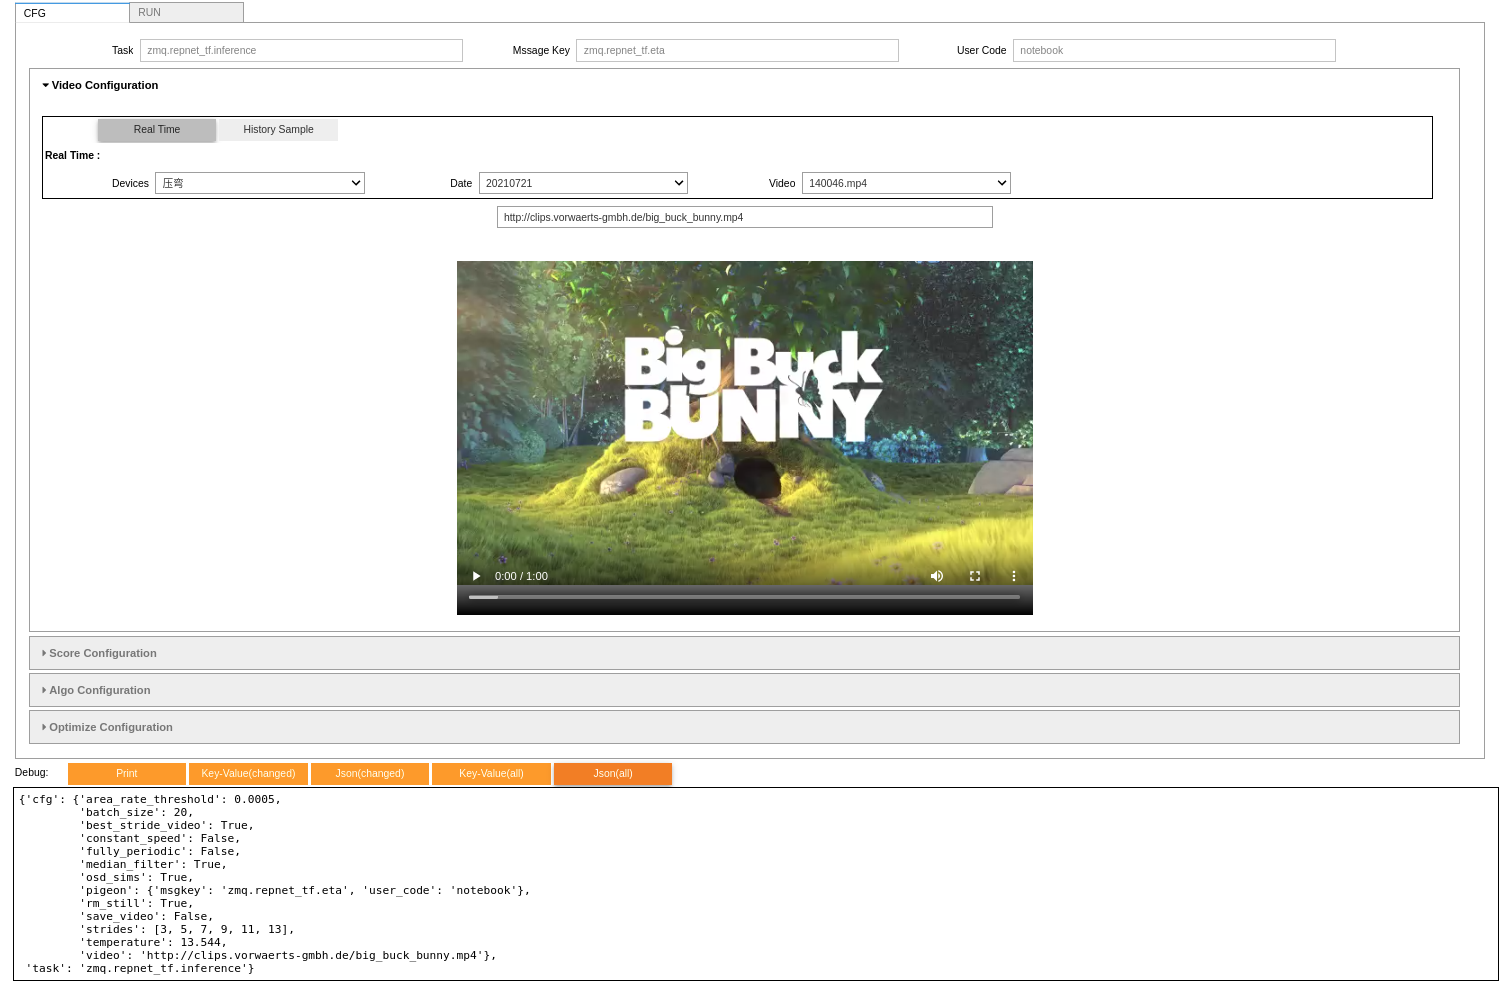 CFG RUN
Task zmq.repnet_tf.inference Mssage Key zmq.repnet_tf.eta User Code notebook
Video Configuration
Real Time History Sample
Real Time :
Devices 压弯 Date 20210721 Video 140046.mp4
http://clips.vorwaerts-gmbh.de/big_buck_bunny.mp4
Big Buck
BUNNY
0:00 / 1:00
Score Configuration
Algo Configuration
Optimize Configuration
Debug: Print Key-Value(changed) Json(changed) Key-Value(all) Json(all)
{'cfg': {'area_rate_threshold': 0.0005,
'batch_size': 20,
'best_stride_video': True,
'constant_speed': False,
'fully_periodic': False,
'median_filter': True,
'osd_sims': True,
'pigeon': {'msgkey': 'zmq.repnet_tf.eta', 'user_code': 'notebook'},
'rm_still': True,
'save_video': False,
'strides': [3, 5, 7, 9, 11, 13],
'temperature': 13.544,
'video': 'http://clips.vorwaerts-gmbh.de/big_buck_bunny.mp4'},
'task': 'zmq.repnet_tf.inference'}